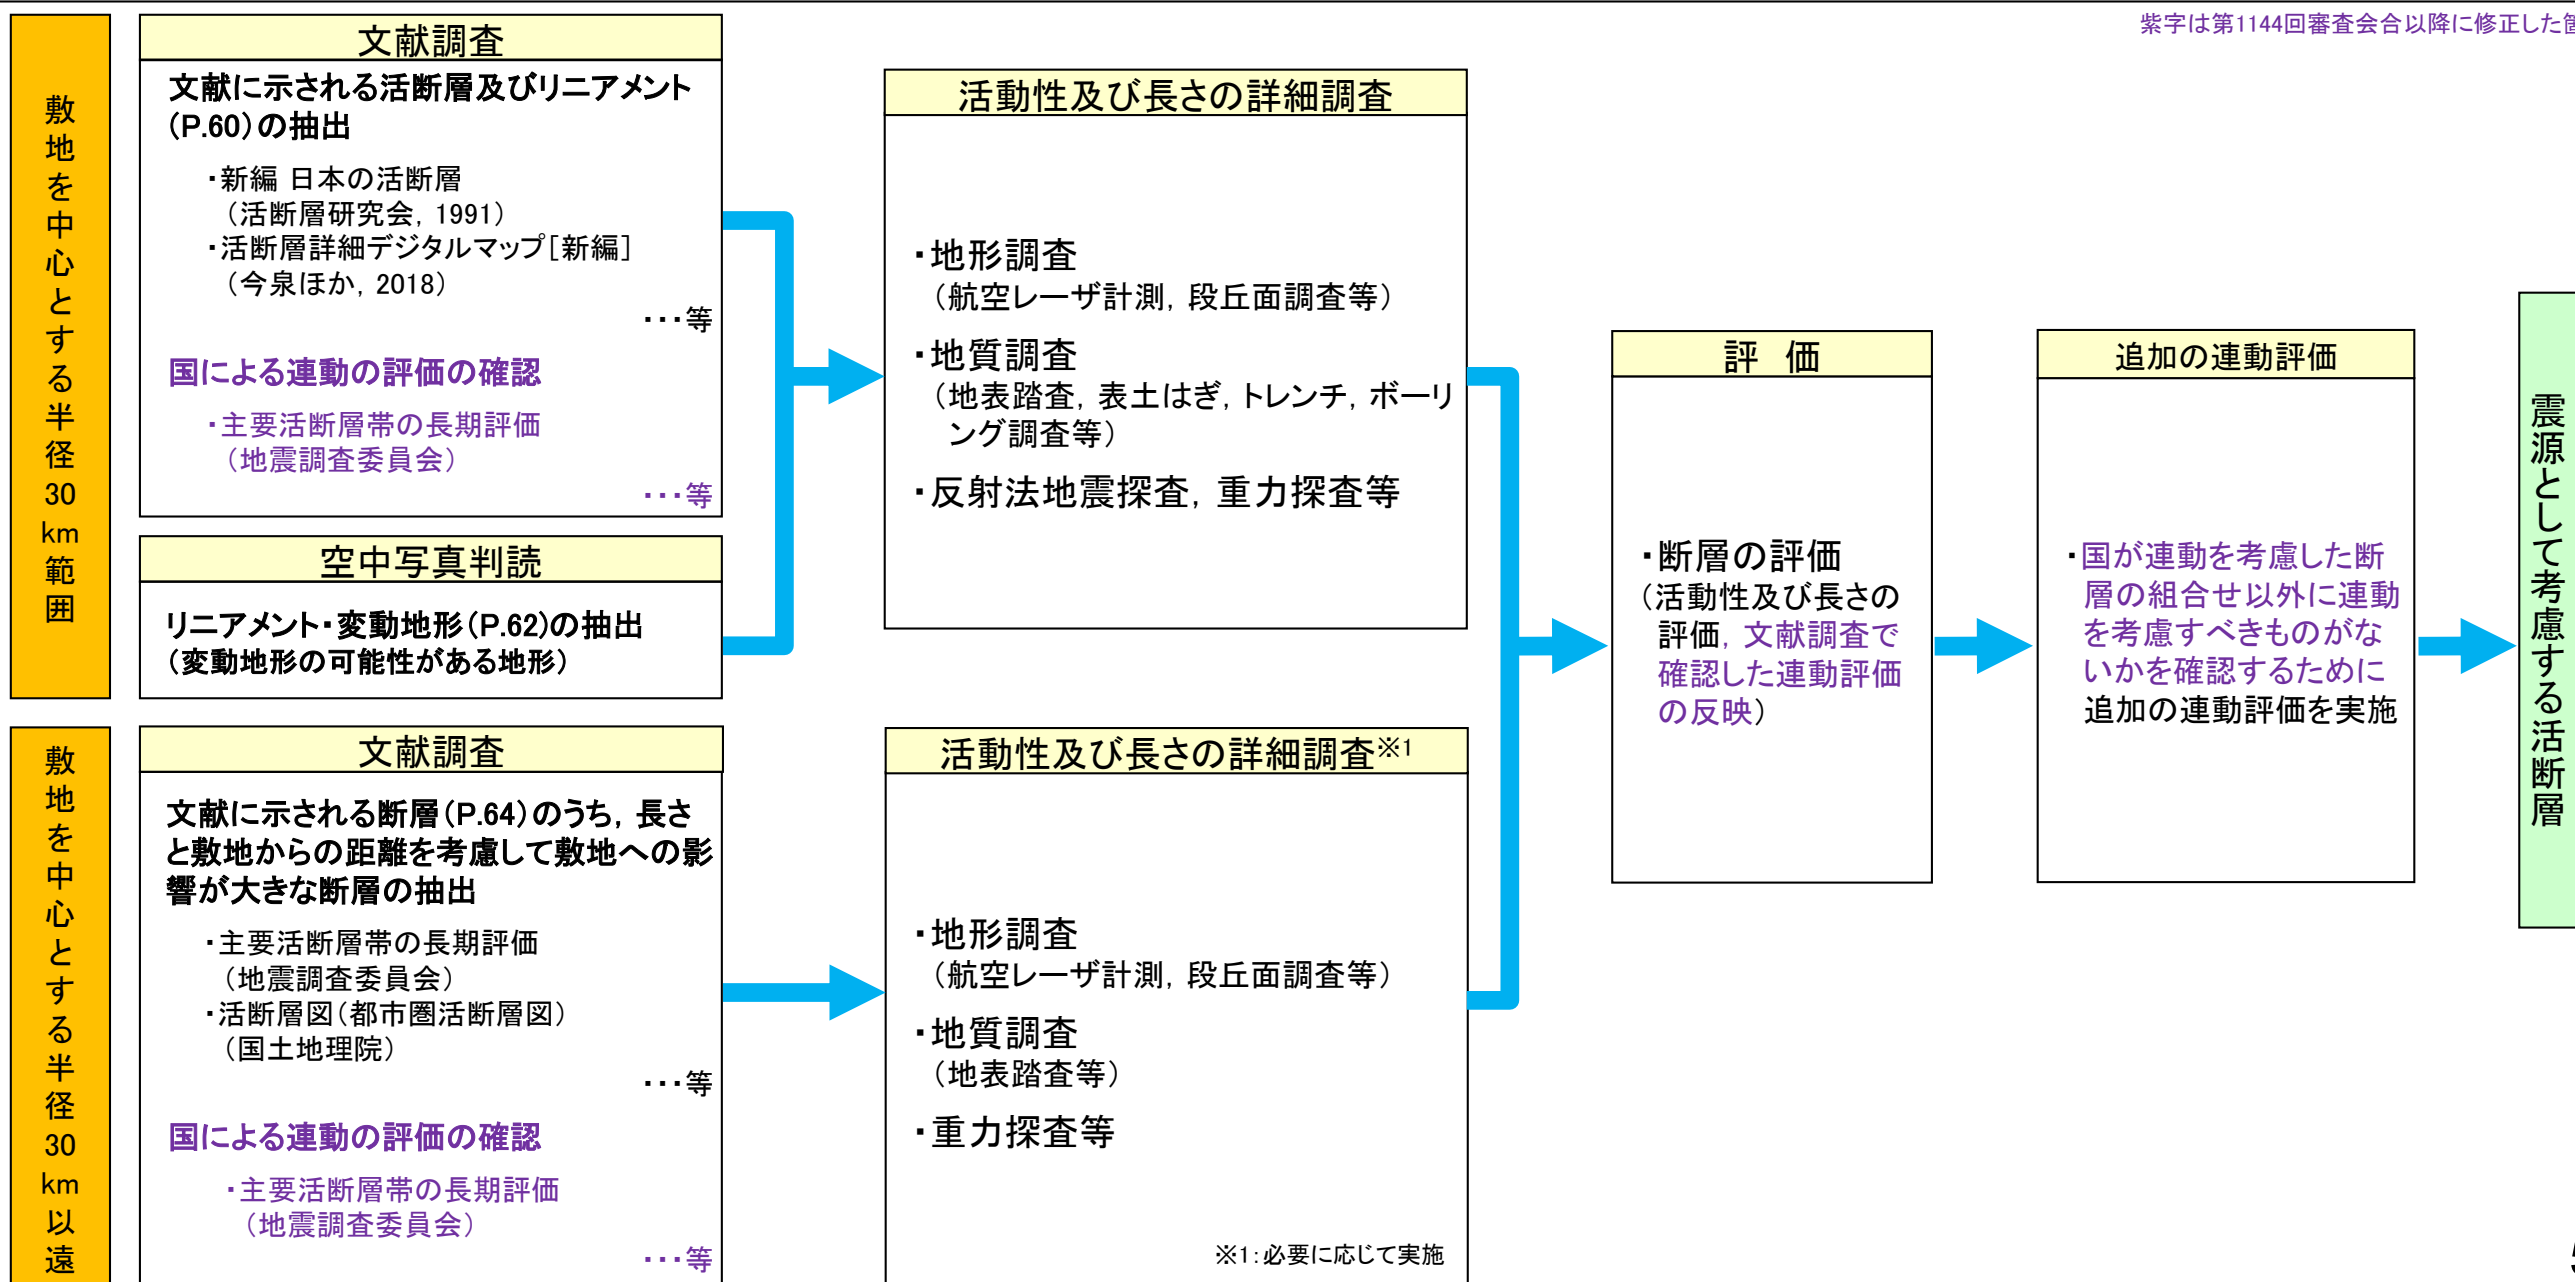 紫字は第1144回審査会合以降に修正した
敷地を中心とする半径30km範囲
文献調査
文献に示される活断層及びリニアメント
(P.60)の抽出
・新編 日本の活断層
（活断層研究会, 1991）
・活断層詳細デジタルマップ［新編］
（今泉ほか, 2018）
・・・等
国による連動の評価の確認
・主要活断層帯の長期評価
（地震調査委員会）
・・・等
空中写真判読
リニアメント・変動地形(P.62)の抽出
（変動地形の可能性がある地形）
活動性及び長さの詳細調査
・地形調査
（航空レーザ計測, 段丘面調査等）
・地質調査
（地表踏査, 表土はぎ, トレンチ, ボーリ
ング調査等）
・反射法地震探査, 重力探査等
敷地を中心とする半径30km以遠
文献調査
文献に示される断層(P.64)のうち, 長さ
と敷地からの距離を考慮して敷地への影
響が大きな断層の抽出
・主要活断層帯の長期評価
（地震調査委員会）
・活断層図（都市圏活断層図）
（国土地理院）
・・・等
国による連動の評価の確認
・主要活断層帯の長期評価
（地震調査委員会）
・・・等
活動性及び長さの詳細調査※1
・地形調査
（航空レーザ計測, 段丘面調査等）
・地質調査
（地表踏査等）
・重力探査等
※1：必要に応じて実施
評　価
・断層の評価
（活動性及び長さの
評価, 文献調査で
確認した連動評価
の反映）
追加の連動評価
・国が連動を考慮した断
層の組合せ以外に連動
を考慮すべきものがな
いかを確認するために
追加の連動評価を実施
震源として考慮する活断層